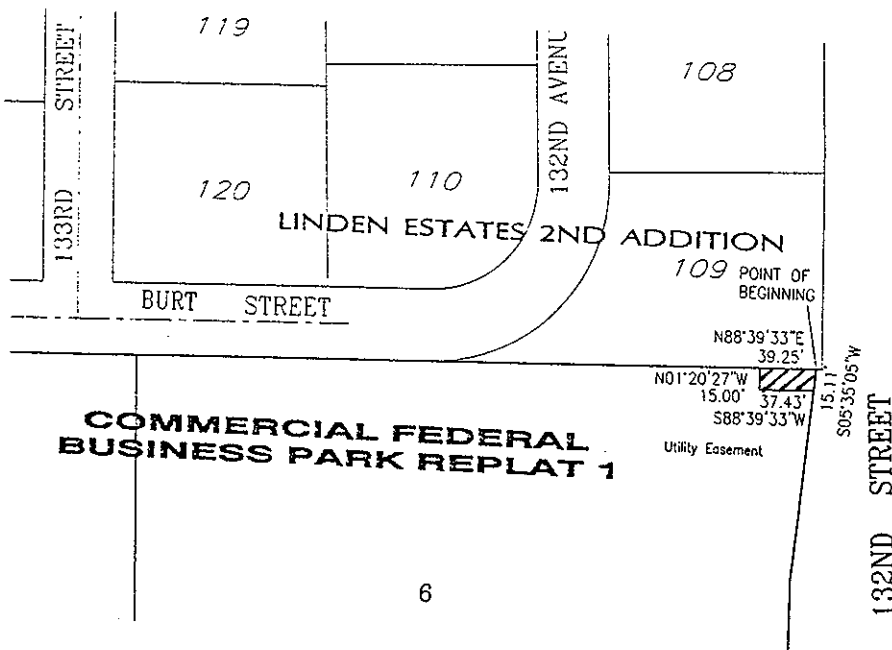 119
STREET
133RD
120
110
132ND AVENU
108
LINDEN ESTATES 2ND ADDITION
109
POINT OF
BEGINNING
BURT STREET
N88°39'33"E
39.25'
N01°20'27"W
15.00'
37.43'
S88°39'33"W
15.11
S05°35'05"W
Utility Easement
COMMERCIAL FEDERAL
BUSINESS PARK REPLAT 1
6
132ND STREET